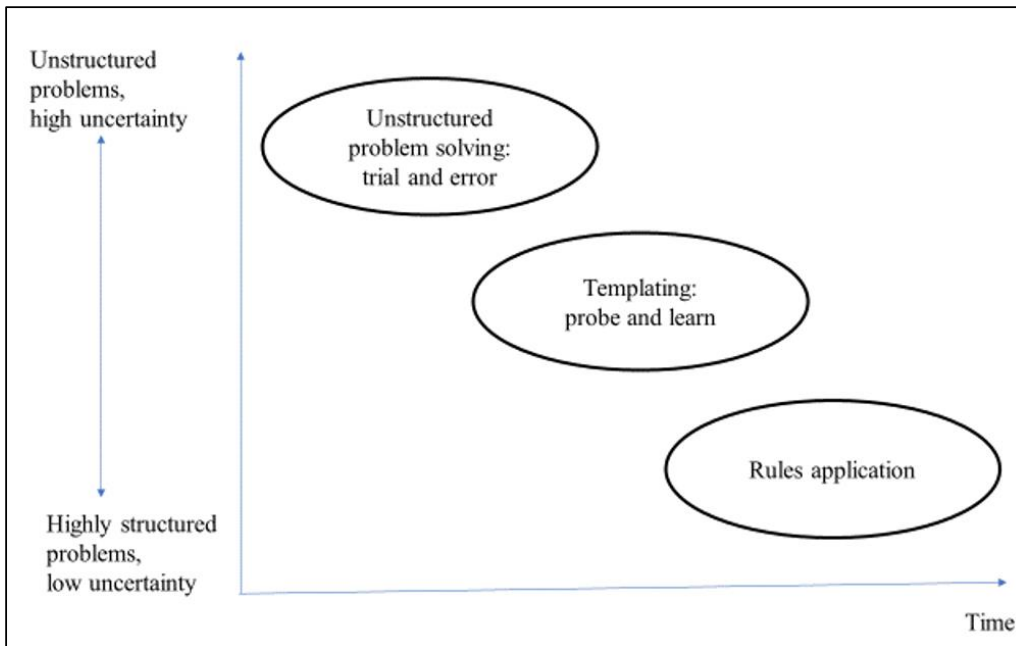 Unstructured
problems,
high uncertainty
Unstructured
problem solving:
trial and error
Templating:
probe and learn
Rules application
Highly structured
problems,
low uncertainty
Time